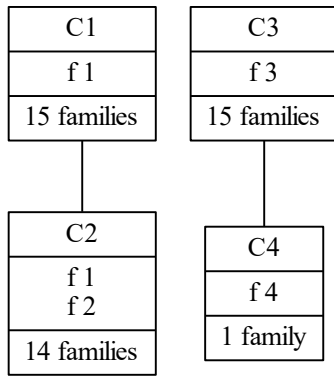 C1
f 1
15 families
C3
f 3
15 families
C2
f 1
f 2
14 families
C4
f 4
1 family